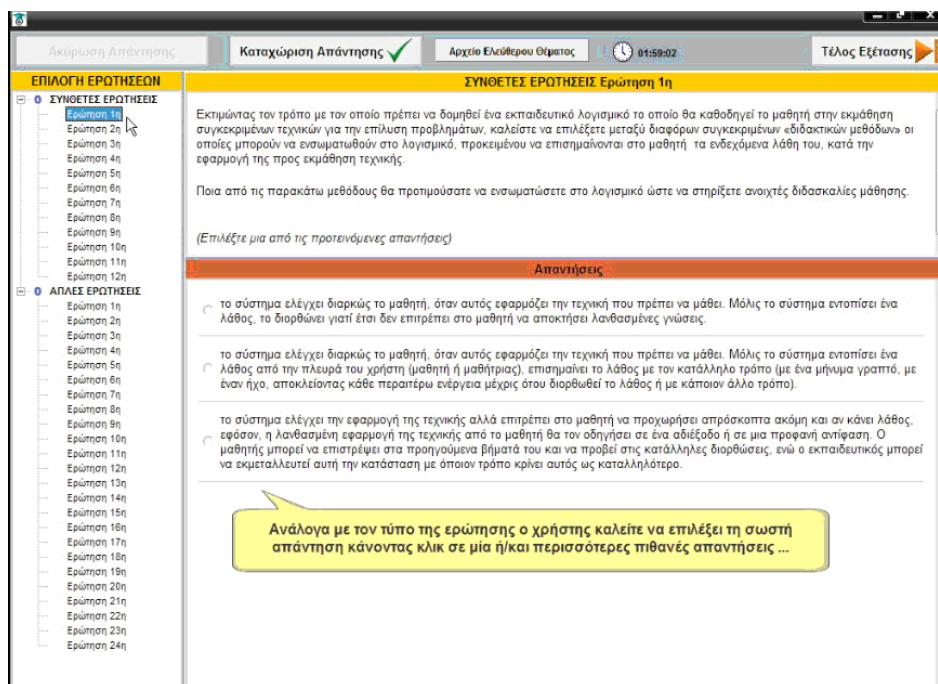 Ακύρωση Απάντησης
Καταχώριση Απάντησης
Αρχείο Ελεύθερου Θέματος
01:59:02
Τέλος Εξέτασης
ΕΠΙΛΟΓΗ ΕΡΩΤΗΣΕΩΝ
0 ΣΥΝΘΕΤΕΣ ΕΡΩΤΗΣΕΙΣ
Ερώτηση 1η
Ερώτηση 2η
Ερώτηση 3η
Ερώτηση 4η
Ερώτηση 5η
Ερώτηση 6η
Ερώτηση 7η
Ερώτηση 8η
Ερώτηση 9η
Ερώτηση 10η
Ερώτηση 11η
Ερώτηση 12η
0 ΑΠΛΕΣ ΕΡΩΤΗΣΕΙΣ
Ερώτηση 1η
Ερώτηση 2η
Ερώτηση 3η
Ερώτηση 4η
Ερώτηση 5η
Ερώτηση 6η
Ερώτηση 7η
Ερώτηση 8η
Ερώτηση 9η
Ερώτηση 10η
Ερώτηση 11η
Ερώτηση 12η
Ερώτηση 13η
Ερώτηση 14η
Ερώτηση 15η
Ερώτηση 16η
Ερώτηση 17η
Ερώτηση 18η
Ερώτηση 19η
Ερώτηση 20η
Ερώτηση 21η
Ερώτηση 22η
Ερώτηση 23η
Ερώτηση 24η
ΣΥΝΘΕΤΕΣ ΕΡΩΤΗΣΕΙΣ Ερώτηση 1η
Εκτιμώντας τον τρόπο με τον οποίο πρέπει να δομηθεί ένα εκπαιδευτικό λογισμικό το οποίο θα καθοδηγεί το μαθητή στην εκμάθηση
συγκεκριμένων τεχνικών για την επίλυση προβλημάτων, καλείστε να επιλέξετε μεταξύ διαφόρων συγκεκριμένων «διδακτικών μεθόδων» οι
οποίες μπορούν να ενσωματωθούν στο λογισμικό, προκειμένου να επισημαίνονται στο μαθητή τα ενδεχόμενα λάθη του, κατά την
εφαρμογή της προς εκμάθηση τεχνικής.
Ποια από τις παρακάτω μεθόδους θα προτιμούσατε να ενσωματώσετε στο λογισμικό ώστε να στηρίξετε ανοιχτές διδασκαλίες μάθησης.
(Επιλέξτε μια από τις προτεινόμενες απαντήσεις)
Απαντήσεις
το σύστημα ελέγχει διαρκώς το μαθητή, όταν αυτός εφαρμόζει την τεχνική που πρέπει να μάθει. Μόλις το σύστημα εντοπίσει ένα
λάθος, το διορθώνει γιατί έτσι δεν επιτρέπει στο μαθητή να αποκτήσει λανθασμένες γνώσεις.
το σύστημα ελέγχει διαρκώς το μαθητή, όταν αυτός εφαρμόζει την τεχνική που πρέπει να μάθει. Μόλις το σύστημα εντοπίσει ένα
λάθος από την πλευρά του χρήστη (μαθητή ή μαθήτριας), επισημαίνει το λάθος με τον κατάλληλο τρόπο (με ένα μήνυμα γραπτό, με
έναν ήχο, αποκλείοντας κάθε περαιτέρω ενέργεια μέχρις ότου διορθωθεί το λάθος ή με κάποιον άλλο τρόπο).
το σύστημα ελέγχει την εφαρμογή της τεχνικής αλλά επιτρέπει στο μαθητή να προχωρήσει απρόσκοπτα ακόμη και αν κάνει λάθος,
εφόσον, η λανθασμένη εφαρμογή της τεχνικής από το μαθητή θα τον οδηγήσει σε ένα αδιέξοδο ή σε μια προφανή αντίφαση. Ο
μαθητής μπορεί να επιστρέψει στα προηγούμενα βήματά του και να προβεί στις κατάλληλες διορθώσεις, ενώ ο εκπαιδευτικός μπορεί
να εκμεταλλευτεί αυτή την κατάσταση με όποιον τρόπο κρίνει αυτός ως καταλληλότερο.
Ανάλογα με τον τύπο της ερώτησης ο χρήστης καλείτε να επιλέξει τη σωστή
απάντηση κάνοντας κλικ σε μία ή/και περισσότερες πιθανές απαντήσεις ...